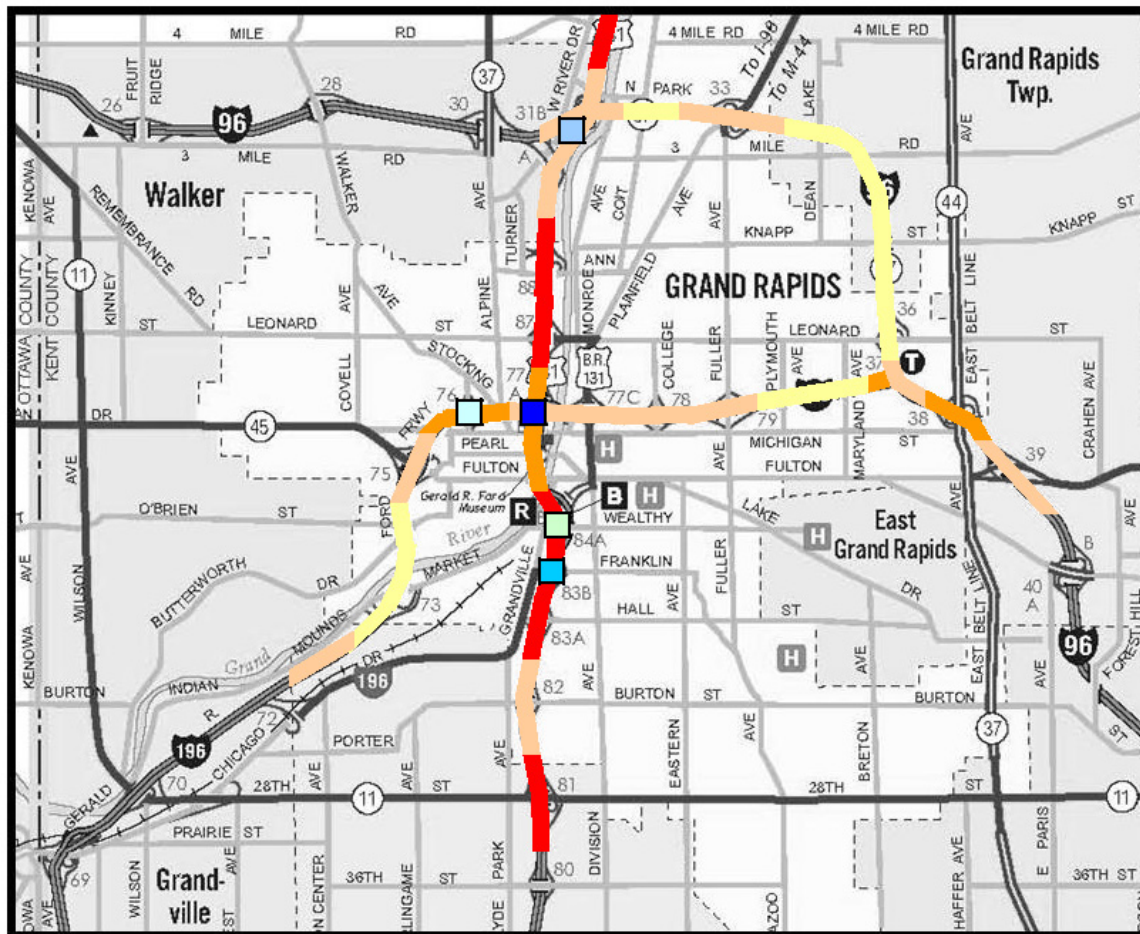 4 MILE RD
W RIVER DR
4 MILE RD
To I-96
To M-44
Grand Rapids
Twp.
FRUIT
RIDGE
28
37
N PARK
33
LAKE
26
96
30
31B
AVE
3 MILE RD
A
3 MILE RD
KENOWA
AVE
Walker
WALKER
AVE
TURNER
AVE
COIT
AVE
AVE
DEAN
44
KNAPP ST
KNAPP ST
REMEMBRANCE
RD
11
KINNEY
AVE
ANN
MONROE
PLAINFIELD
GRAND RAPIDS
EAST BELT LINE
OTTAWA COUNTY
KENT COUNTY
AVE
ALPINE
88
36
ST LEONARD ST
87
LEONARD ST
COVELL
STOCKING
B.R.
131
COLLEGE
FULLER
PLYMOUTH
AVE
MARYLAND
AVE
37
T
EAST
CRAHEN AVE
DR
FRWY
76
77
A
77C
78
79
38
45
PEARL
MICHIGAN ST
39
75
FULTON
H
FULTON
Gerald R. Ford
Museum
FORD
R
B
H
WEALTHY
LAKE
DR
O'BRIEN ST
River
84A
H
East
Grand Rapids
AVE
B
WILSON
AVE
BUTTERWORTH
DR
MARKET
FRANKLIN
FULLER
40
A
73
GRANDVILLE
83B
HALL ST
KENOWA AVE
MOUNDS
83A
AVE
H
AVE
EAST BELT LINE
FOREST HILL
96
Grand
INDIAN
DR
196
BURTON
R
82
BURTON ST
BURTON ST
72
PORTER
37
196
CHICAGO
AVE
AVE
EASTERN
AVE
BRETON
GERALD
70
28TH
11
81
28TH ST
11
PRAIRIE ST
PARK
DIVISION
PARIS
69
Grand-
ville
36TH ST
80
36TH ST
WILSON
AVE